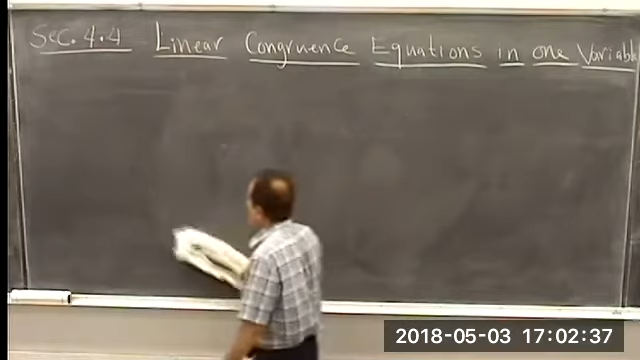 Sec. 4.4 Linear Congruence Equations in one Variable
2018-05-03 17:02:37